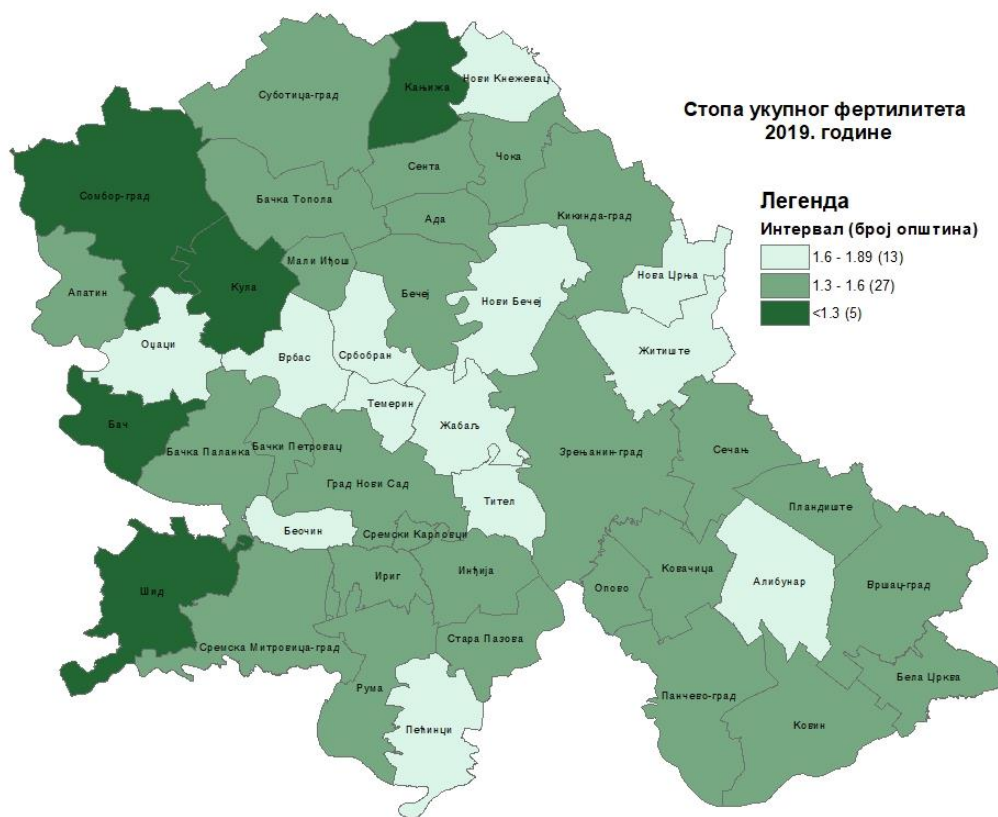 Стопа укупног фертилитета
2019. године
Легенда
Интервал (број општина)
1.6 - 1.89 (13)
1.3 - 1.6 (27)
<1.3 (5)
Нови Кнежевац
Кањижа
Суботица-град
Чока
Сента
Сомбор-град
Бачка Топола
Ада
Кикинда-град
Мали Иђош
Нова Црња
Апатин
Кула
Бечеј
Нови Бечеј
Оџаци
Врбас
Србобран
Житиште
Темерин
Бач
Жабаљ
Бачка Паланка
Бачки Петровац
Зрењанин-град
Сечањ
Град Нови Сад
Тител
Пландиште
Беочин
Сремски Карловци
Шид
Ириг
Инђија
Опово
Ковачица
Алибунар
Вршац-град
Сремска Митровица-град
Стара Пазова
Бела Црква
Рума
Панчево-град
Пећинци
Ковин